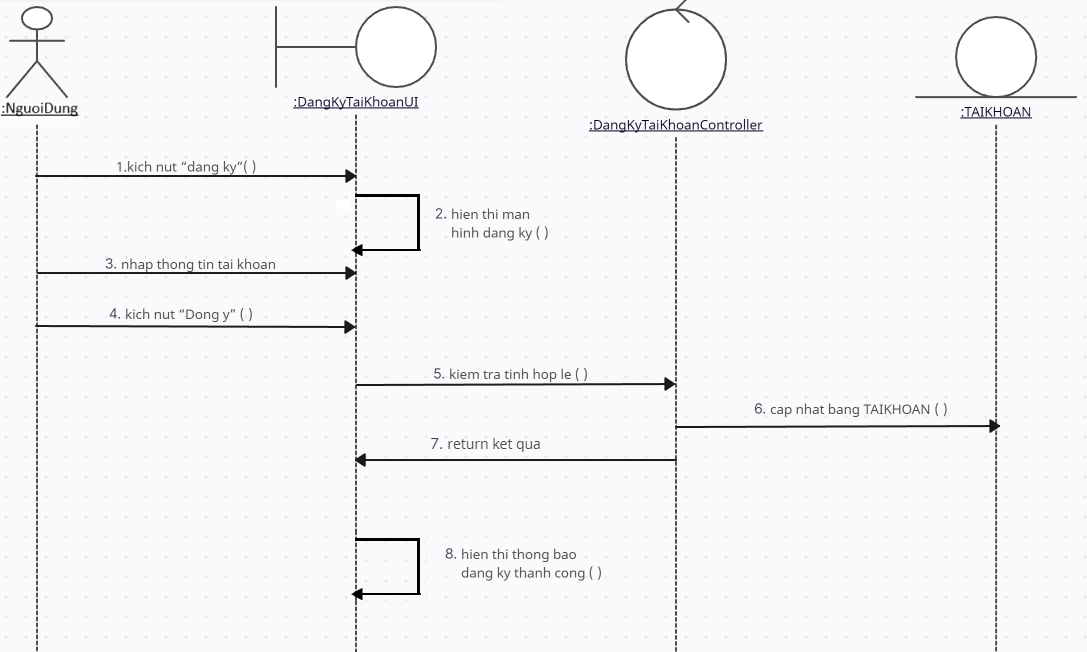 :NguoiDung
:DangKyTaiKhoanUI
:DangKyTaiKhoanController
:TAIKHOAN
1.kich nut “dang ky”( )
2. hien thi man
hinh dang ky ( )
3. nhap thong tin tai khoan
4. kich nut “Dong y” ( )
5. kiem tra tinh hop le ( )
6. cap nhat bang TAIKHOAN ( )
7. return ket qua
8. hien thi thong bao
dang ky thanh cong ( )